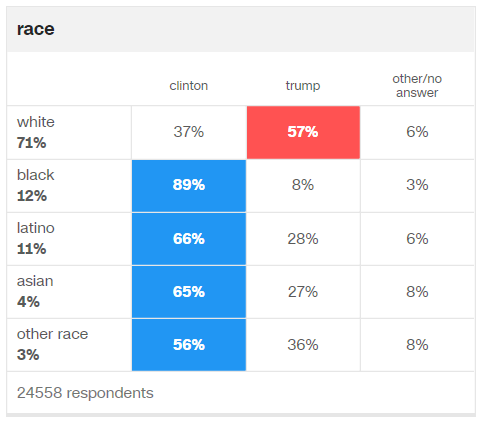 race
clinton trump other/no answer
white
71% 37% 57% 6%
black
12% 89% 8% 3%
latino
11% 66% 28% 6%
asian
4% 65% 27% 8%
other race
3% 56% 36% 8%
24558 respondents